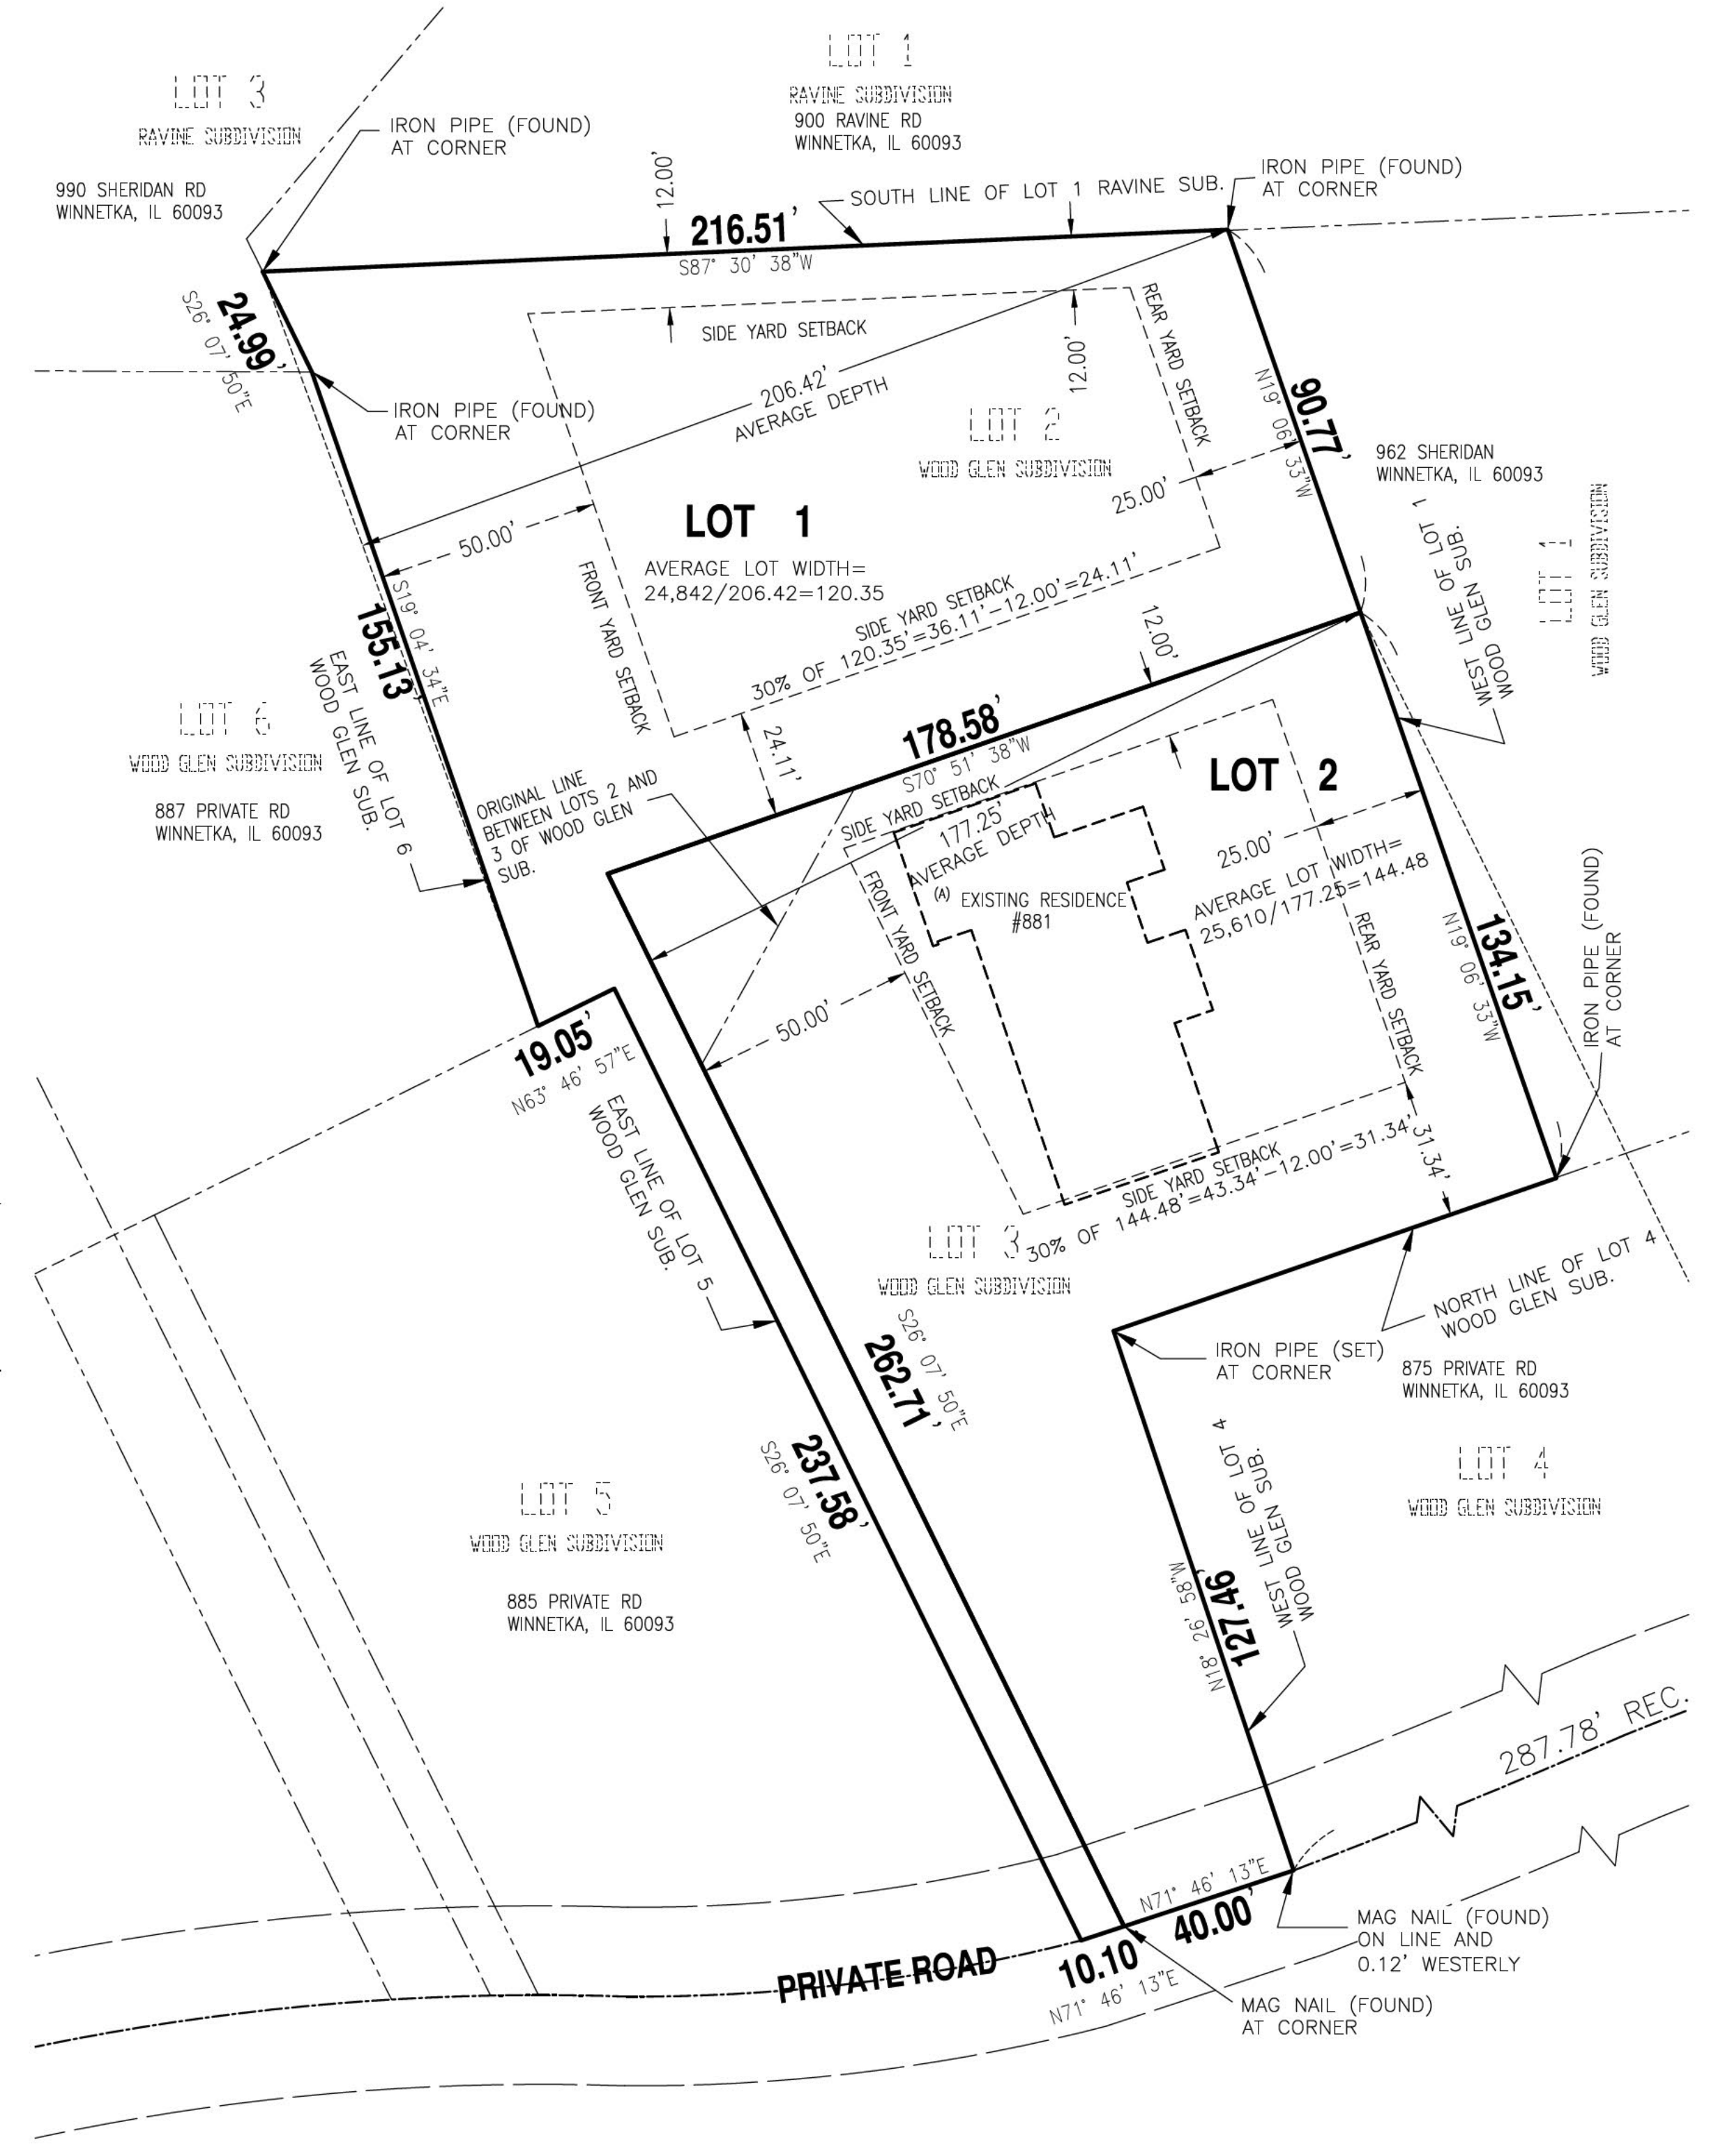 LOT 1
RAVINE SUBDIVISION
900 RAVINE RD
WINNETKA, IL 60093
LOT 3
RAVINE SUBDIVISION
990 SHERIDAN RD
WINNETKA, IL 60093
IRON PIPE (FOUND)
AT CORNER
12.00'
216.51'
S87° 30' 38"W
SOUTH LINE OF LOT 1 RAVINE SUB.
IRON PIPE (FOUND)
AT CORNER
24.99'
S26° 07' 50"E
SIDE YARD SETBACK
REAR YARD SETBACK
12.00'
206.42'
AVERAGE DEPTH
IRON PIPE (FOUND)
AT CORNER
LOT 2
WOOD GLEN SUBDIVISION
90.77'
N19° 06' 33"W
962 SHERIDAN
WINNETKA, IL 60093
LOT 1
WOOD GLEN SUBDIVISION
WEST LINE OF LOT 1
WOOD GLEN SUB.
25.00'
50.00'
LOT 1
AVERAGE LOT WIDTH=
24,842/206.42=120.35
FRONT YARD SETBACK
SIDE YARD SETBACK
30% OF 120.35'=36.11'-12.00'=24.11'
12.00'
155.13'
S19° 04' 34"E
EAST LINE OF LOT 6
WOOD GLEN SUB.
LOT 6
WOOD GLEN SUBDIVISION
887 PRIVATE RD
WINNETKA, IL 60093
24.11'
178.58'
S70° 51' 38"W
LOT 2
ORIGINAL LINE
BETWEEN LOTS 2 AND
3 OF WOOD GLEN
SUB.
SIDE YARD SETBACK
177.25'
AVERAGE DEPTH
(A)
EXISTING RESIDENCE
#881
FRONT YARD SETBACK
25.00'
AVERAGE LOT WIDTH=
25,610/177.25=144.48
REAR YARD SETBACK
134.15'
N19° 06' 33"W
IRON PIPE (FOUND)
AT CORNER
50.00'
19.05'
N63° 46' 57"E
EAST LINE OF LOT 5
WOOD GLEN SUB.
SIDE YARD SETBACK
30% OF 144.48'=43.34'-12.00'=31.34'
31.34'
LOT 3
WOOD GLEN SUBDIVISION
NORTH LINE OF LOT 4
WOOD GLEN SUB.
IRON PIPE (SET)
AT CORNER
875 PRIVATE RD
WINNETKA, IL 60093
262.71'
S26° 07' 50"E
237.58'
S26° 07' 50"E
WEST LINE OF LOT 4
WOOD GLEN SUB.
LOT 4
WOOD GLEN SUBDIVISION
LOT 5
WOOD GLEN SUBDIVISION
885 PRIVATE RD
WINNETKA, IL 60093
127.46'
N18° 26' 58"W
287.78' REC.
N71° 46' 13"E
40.00'
PRIVATE ROAD
10.10
N71° 46' 13"E
MAG NAIL (FOUND)
ON LINE AND
0.12' WESTERLY
MAG NAIL (FOUND)
AT CORNER